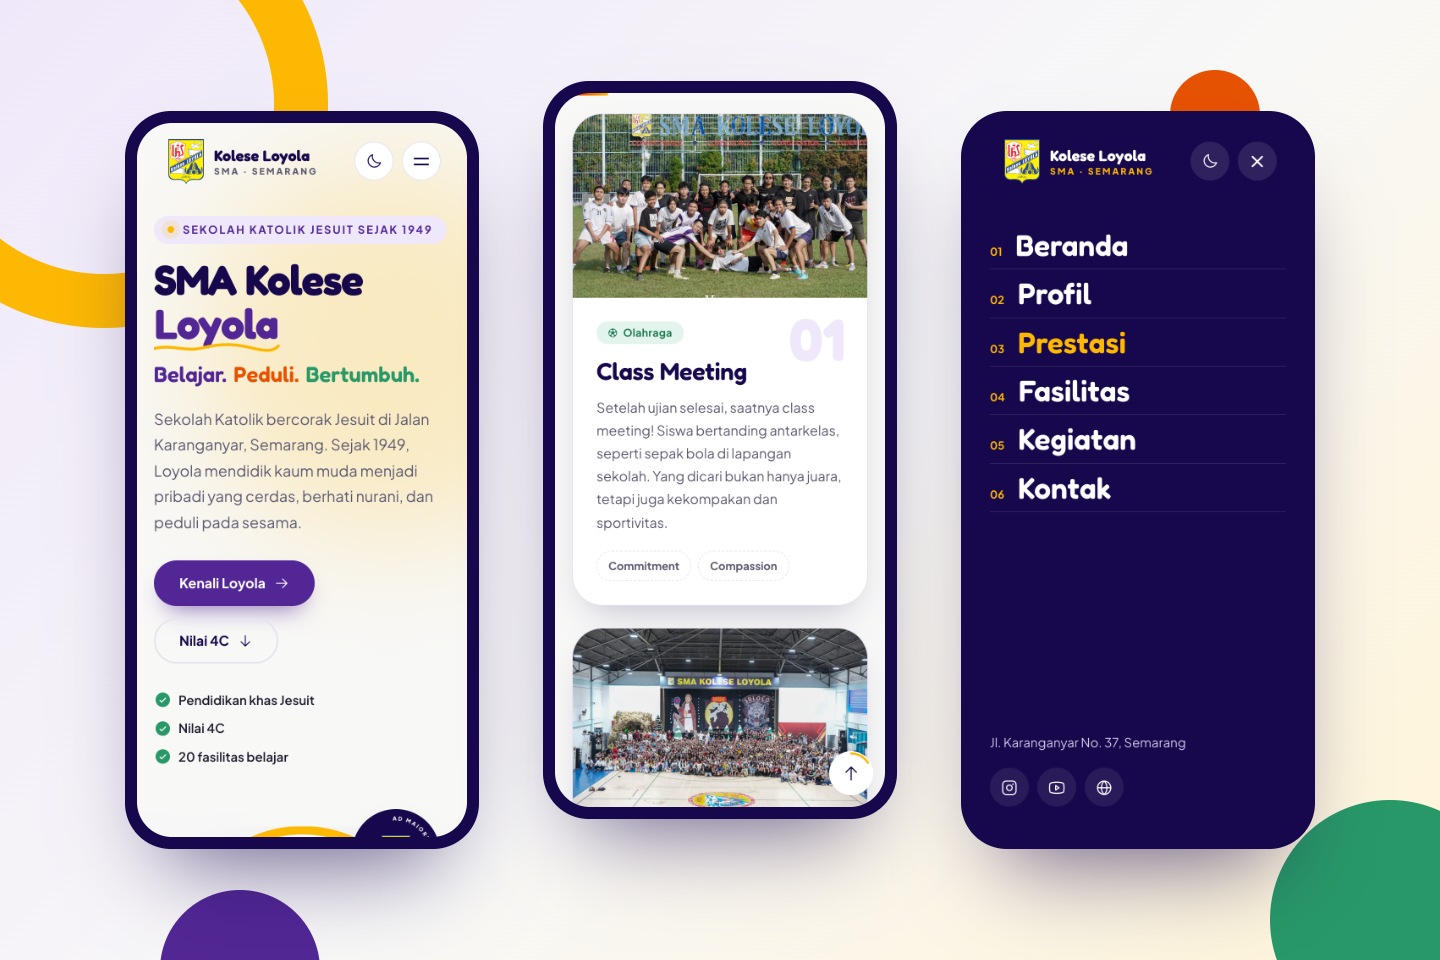 Kolese Loyola
SMA - SEMARANG
SEKOLAH KATOLIK JESUIT SEJAK 1949
SMA Kolese
Loyola
Belajar. Peduli. Bertumbuh.
Sekolah Katolik bercorak Jesuit di Jalan
Karanganyar, Semarang. Sejak 1949,
Loyola mendidik kaum muda menjadi
pribadi yang cerdas, berhati nurani, dan
peduli pada sesama.
Kenali Loyola
Nilai 4C
Pendidikan khas Jesuit
Nilai 4C
20 fasilitas belajar
AD MAIOR
SMA KOLESE LOYO
Olahraga
01
Class Meeting
Setelah ujian selesai, saatnya class
meeting! Siswa bertanding antarkelas,
seperti sepak bola di lapangan
sekolah. Yang dicari bukan hanya juara,
tetapi juga kekompakan dan
sportivitas.
Commitment
Compassion
SMA KOLESE LOYOLA
Kolese Loyola
SMA - SEMARANG
01 Beranda
02 Profil
03 Prestasi
04 Fasilitas
05 Kegiatan
06 Kontak
Jl. Karanganyar No. 37, Semarang